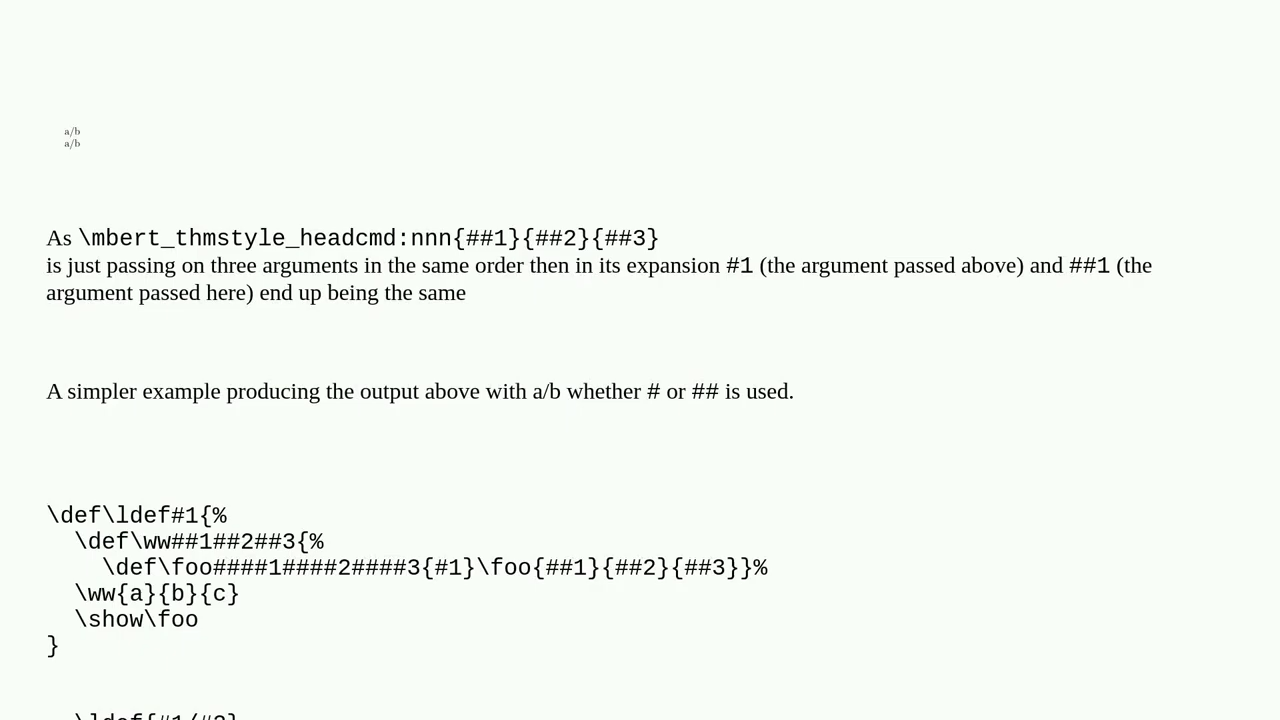 a/b
a/b
As \mbert_thmstyle_headcmd:nnn{##1}{##2}{##3}
is just passing on three arguments in the same order then in its expansion #1 (the argument passed above) and ##1 (the
argument passed here) end up being the same
A simpler example producing the output above with a/b whether # or ## is used.
\def\ldef#1{%
  \def\ww##1##2##3{%
    \def\foo####1####2####3{#1}\foo{##1}{##2}{##3}}%
  \ww{a}{b}{c}
  \show\foo
}
  \ldef{#1/#2}